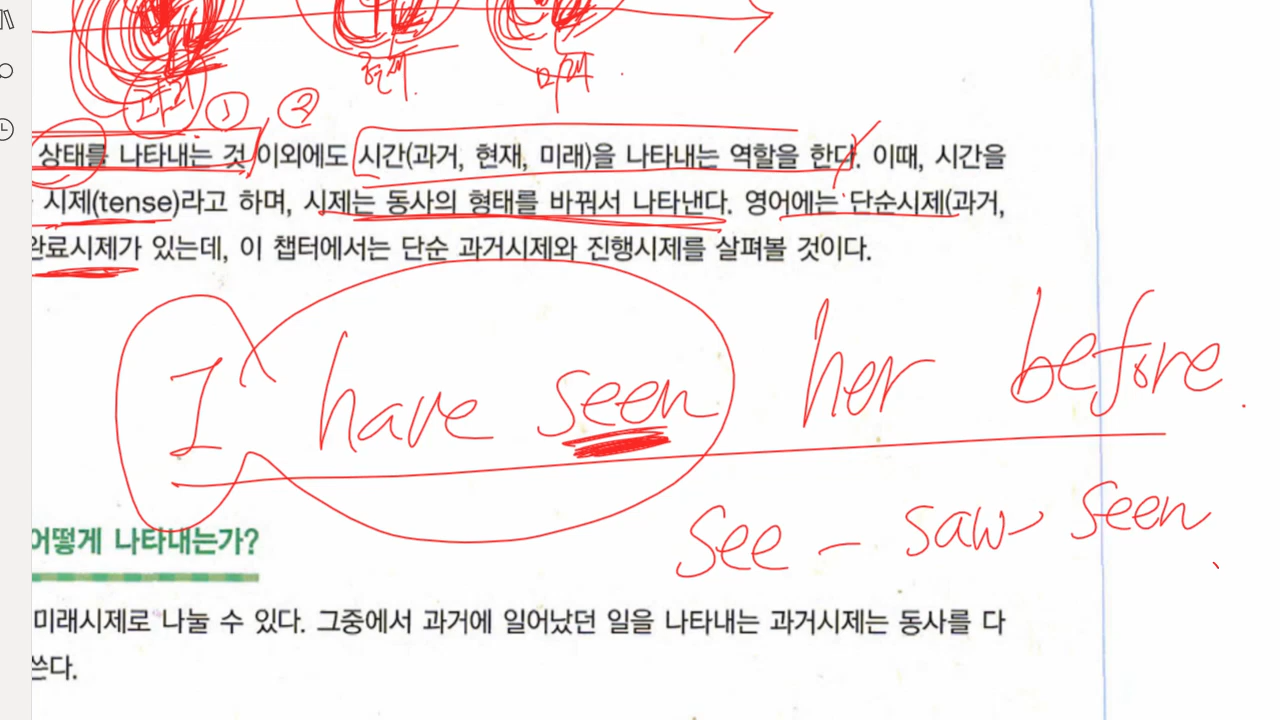 과거 ① ② 현재. 미래.
상태를 나타내는 것 이외에도 시간(과거, 현재, 미래)을 나타내는 역할을 한다. 이때, 시간을
시제(tense)라고 하며, 시제는 동사의 형태를 바꿔서 나타낸다. 영어에는 단순시제(과거,
완료시제가 있는데, 이 챕터에서는 단순 과거시제와 진행시제를 살펴볼 것이다.
I have seen her before.
see - saw - seen.
어떻게 나타내는가?
미래시제로 나눌 수 있다. 그중에서 과거에 일어났던 일을 나타내는 과거시제는 동사를 다
쓴다.